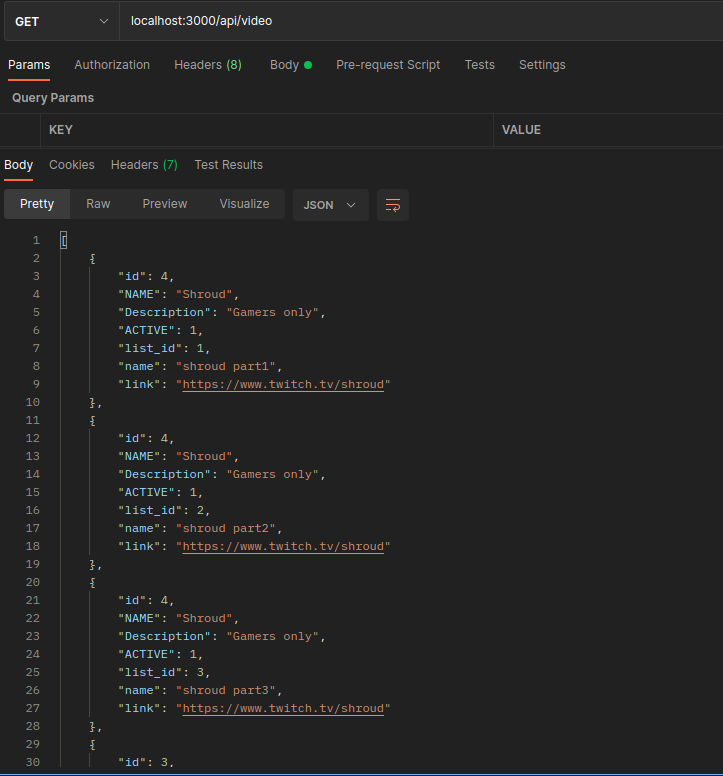 GET localhost:3000/api/video
Params Authorization Headers (8) Body Pre-request Script Tests Settings
Query Params
KEY VALUE
Body Cookies Headers (7) Test Results
Pretty Raw Preview Visualize JSON
1 [
2 {
3 "id": 4,
4 "NAME": "Shroud",
5 "Description": "Gamers only",
6 "ACTIVE": 1,
7 "list_id": 1,
8 "name": "shroud part1",
9 "link": "https://www.twitch.tv/shroud"
10 },
11 {
12 "id": 4,
13 "NAME": "Shroud",
14 "Description": "Gamers only",
15 "ACTIVE": 1,
16 "list_id": 2,
17 "name": "shroud part2",
18 "link": "https://www.twitch.tv/shroud"
19 },
20 {
21 "id": 4,
22 "NAME": "Shroud",
23 "Description": "Gamers only",
24 "ACTIVE": 1,
25 "list_id": 3,
26 "name": "shroud part3",
27 "link": "https://www.twitch.tv/shroud"
28 },
29 {
30 "id": 3,